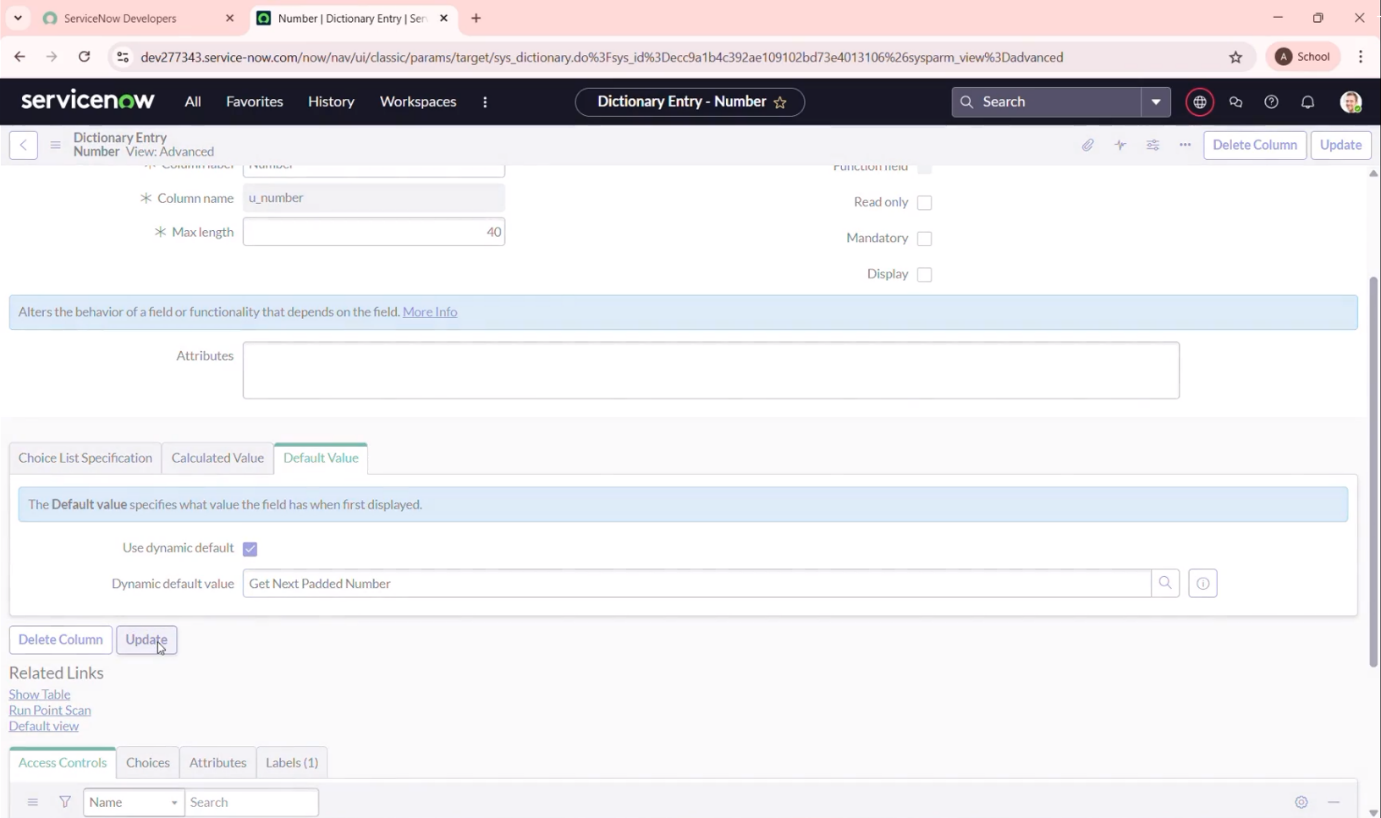 ServiceNow Developers
Number | Dictionary Entry | Ser
dev277343.service-now.com/now/nav/ui/classic/params/target/sys_dictionary.do%3Fsys_id%3Decc9a1b4c392ae109102bd73e4013106%26sysparm_view%3Dadvanced
A School
servicenow All Favorites History Workspaces Dictionary Entry - Number Search
Dictionary Entry
Number View: Advanced
Delete Column Update
Column label Number Function field
Column name u_number Read only
Max length 40
Mandatory
Display
Alters the behavior of a field or functionality that depends on the field. More Info
Attributes
Choice List Specification Calculated Value Default Value
The Default value specifies what value the field has when first displayed.
Use dynamic default
Dynamic default value Get Next Padded Number
Delete Column Update
Related Links
Show Table
Run Point Scan
Default view
Access Controls Choices Attributes Labels (1)
Name Search